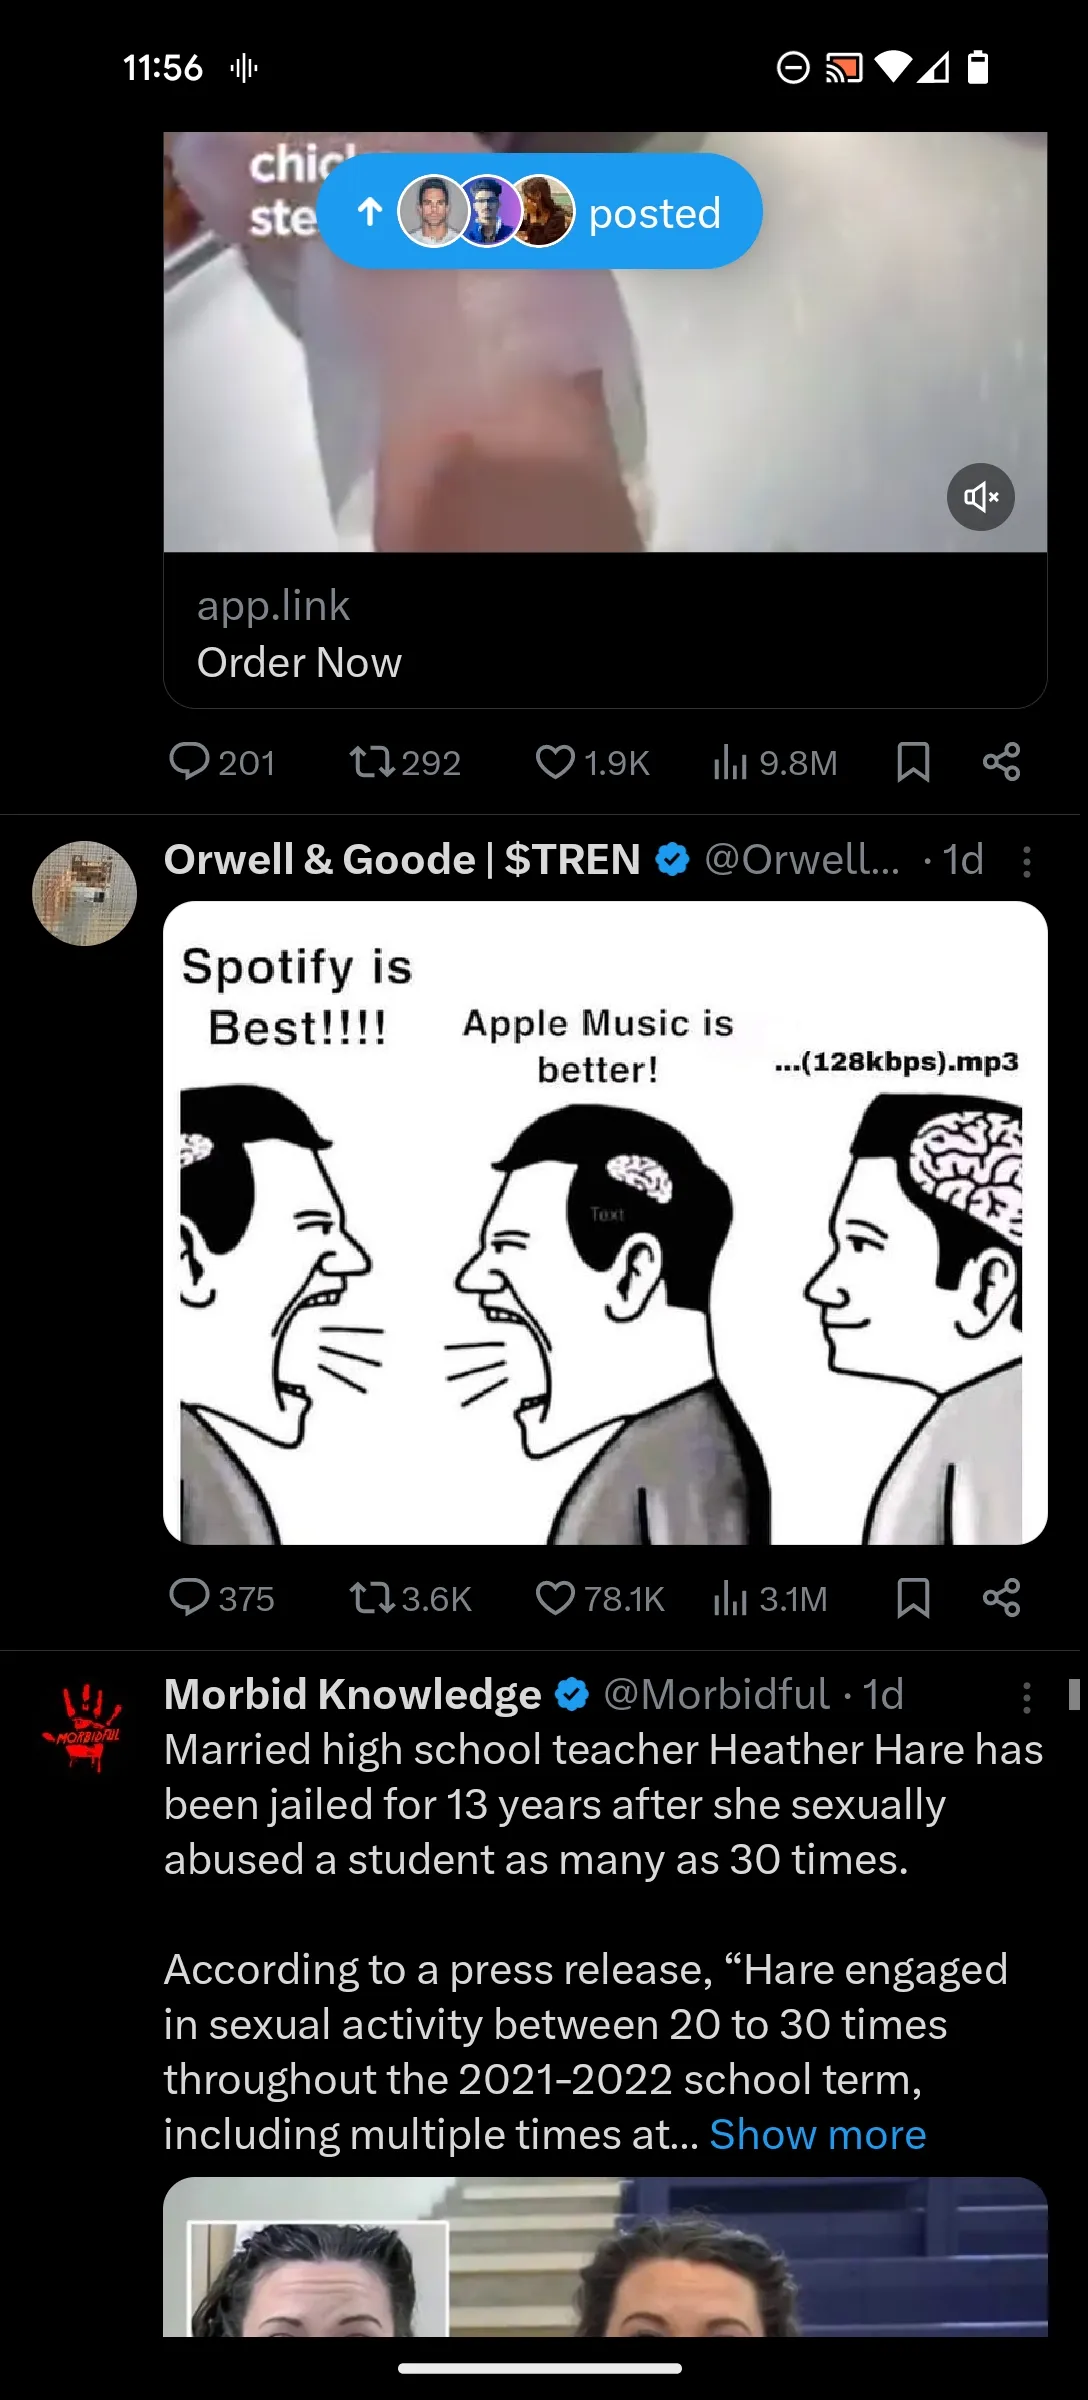 11:56
chic
ste
posted
app.link
Order Now
201 292 1.9K 9.8M
Orwell & Goode | $TREN @Orwell... · 1d
Spotify is
Best!!!!
Apple Music is
better!
...(128kbps).mp3
Text
375 3.6K 78.1K 3.1M
Morbid Knowledge @Morbidful · 1d
MORBIDFUL
Married high school teacher Heather Hare has
been jailed for 13 years after she sexually
abused a student as many as 30 times.
According to a press release, “Hare engaged
in sexual activity between 20 to 30 times
throughout the 2021-2022 school term,
including multiple times at... Show more